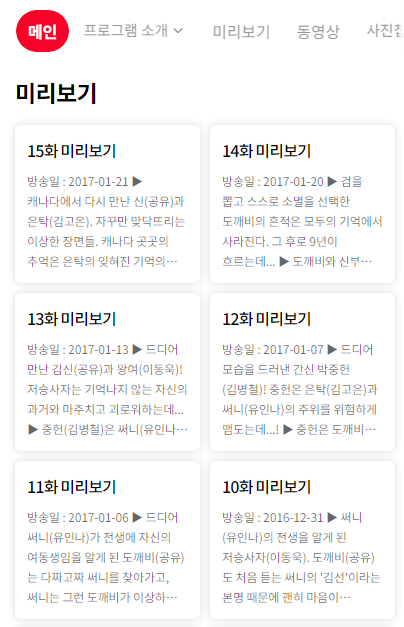 메인 프로그램 소개 미리보기 동영상 사진첩
미리보기
15화 미리보기
방송일 : 2017-01-21 ▶
캐나다에서 다시 만난 신(공유)과
은탁(김고은). 자꾸만 맞닥뜨리는
이상한 장면들. 캐나다 곳곳의
추억은 은탁의 잊혀진 기억의…
14화 미리보기
방송일 : 2017-01-20 ▶ 검을
뽑고 스스로 소멸을 선택한
도깨비의 흔적은 모두의 기억에서
사라진다. 그 후로 9년이
흐르는데... ▶ 도깨비와 신부…
13화 미리보기
방송일 : 2017-01-13 ▶ 드디어
만난 김신(공유)과 왕여(이동욱)!
저승사자는 기억나지 않는 자신의
과거와 마주치고 괴로워하는데...
▶ 중헌(김병철)은 써니(유인나…
12화 미리보기
방송일 : 2017-01-07 ▶ 드디어
모습을 드러낸 간신 박중헌
(김병철)! 중헌은 은탁(김고은)과
써니(유인나)의 주위를 위험하게
맴도는데...! ▶ 중헌은 도깨비…
11화 미리보기
방송일 : 2017-01-06 ▶ 드디어
써니(유인나)가 전생에 자신의
여동생임을 알게 된 도깨비(공유)
는 다짜고짜 써니를 찾아가고,
써니는 그런 도깨비가 이상하…
10화 미리보기
방송일 : 2016-12-31 ▶ 써니
(유인나)의 전생을 알게 된
저승사자(이동욱). 도깨비(공유)
도 처음 듣는 써니의 '김선'이라는
본명 때문에 괜히 마음이…